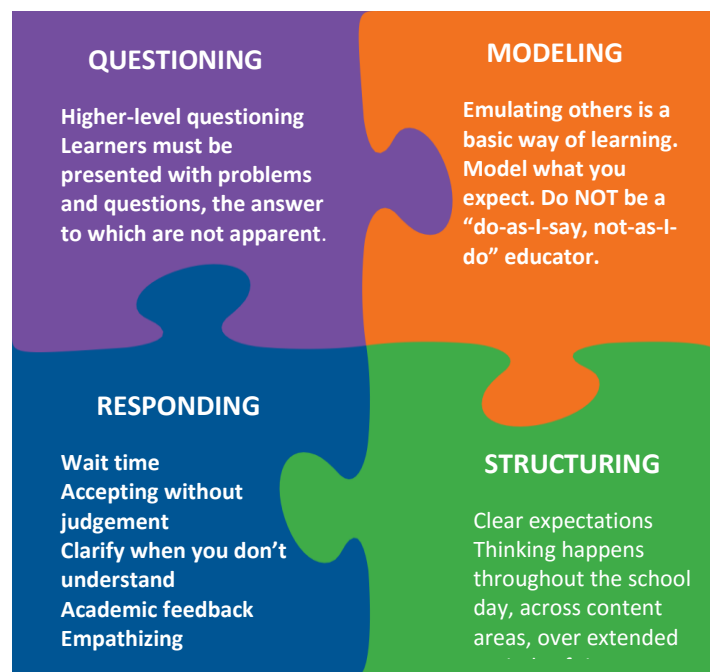 QUESTIONING
Higher-level questioning
Learners must be
presented with problems
and questions, the answer
to which are not apparent.
MODELING
Emulating others is a
basic way of learning.
Model what you
expect. Do NOT be a
“do-as-I-say, not-as-I-
do” educator.
RESPONDING
Wait time
Accepting without
judgement
Clarify when you don’t
understand
Academic feedback
Empathizing
STRUCTURING
Clear expectations
Thinking happens
throughout the school
day, across content
areas, over extended